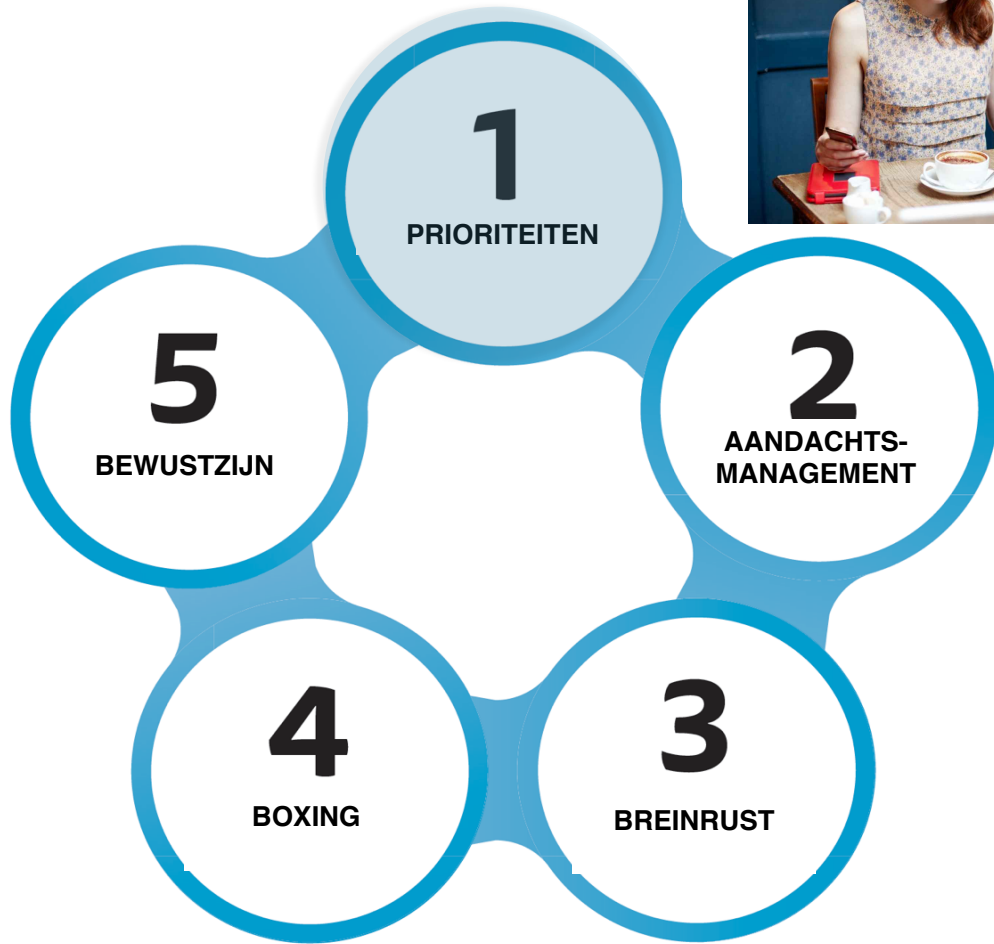 1
PRIORITEITEN
2
AANDACHTS-
MANAGEMENT
3
BREINRUST
4
BOXING
5
BEWUSTZIJN